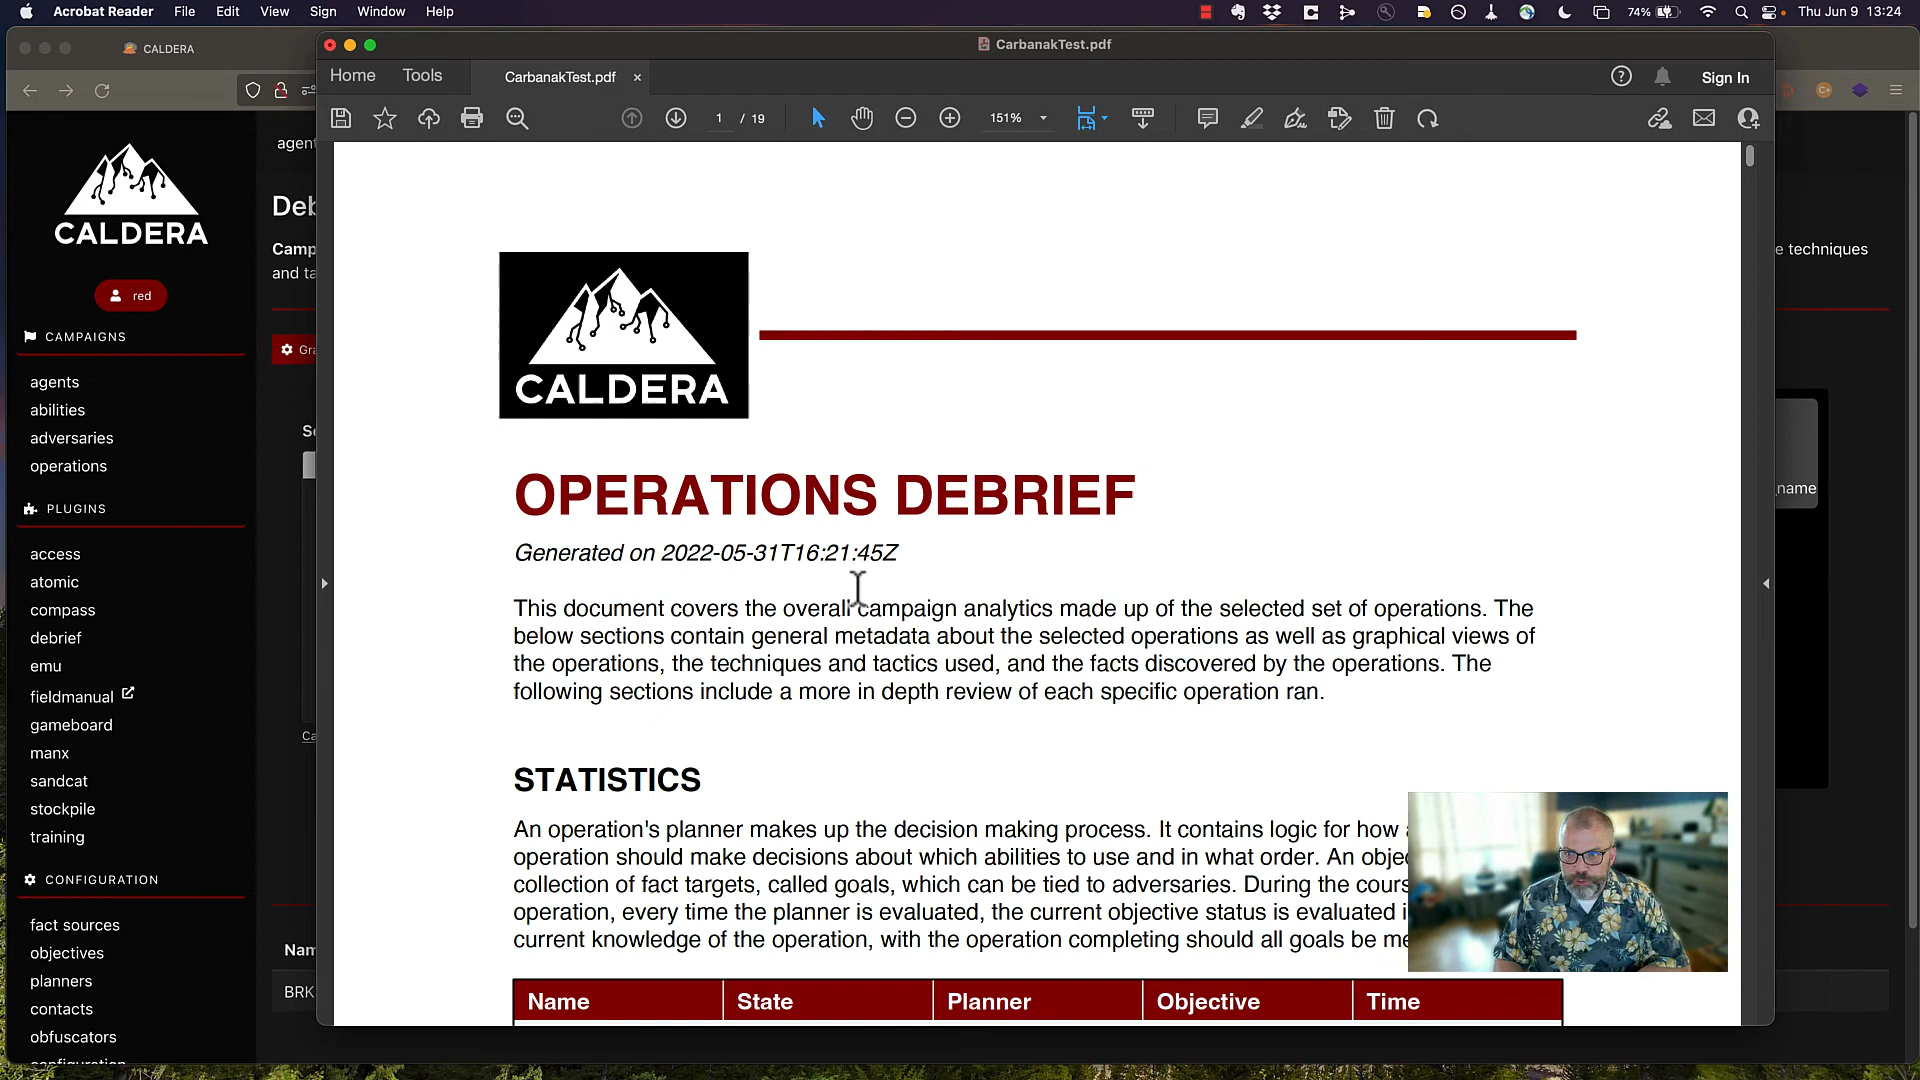 Acrobat Reader File Edit View Sign Window Help
74% Thu Jun 9 13:24
CALDERA
CarbanakTest.pdf
Home Tools CarbanakTest.pdf ×
Sign In
1 / 19
151%
CALDERA
red
CAMPAIGNS
agents
abilities
adversaries
operations
PLUGINS
access
atomic
compass
debrief
emu
fieldmanual
gameboard
manx
sandcat
stockpile
training
CONFIGURATION
fact sources
objectives
planners
contacts
obfuscators
configuration
agen
Deb
Camp
and ta
Gra
Se
Ca
Nam
BRK
e techniques
_name
CALDERA
OPERATIONS DEBRIEF
Generated on 2022-05-31T16:21:45Z
This document covers the overall campaign analytics made up of the selected set of operations. The
below sections contain general metadata about the selected operations as well as graphical views of
the operations, the techniques and tactics used, and the facts discovered by the operations. The
following sections include a more in depth review of each specific operation ran.
STATISTICS
An operation's planner makes up the decision making process. It contains logic for how
operation should make decisions about which abilities to use and in what order. An objec
collection of fact targets, called goals, which can be tied to adversaries. During the cours
operation, every time the planner is evaluated, the current objective status is evaluated i
current knowledge of the operation, with the operation completing should all goals be me
Name State Planner Objective Time